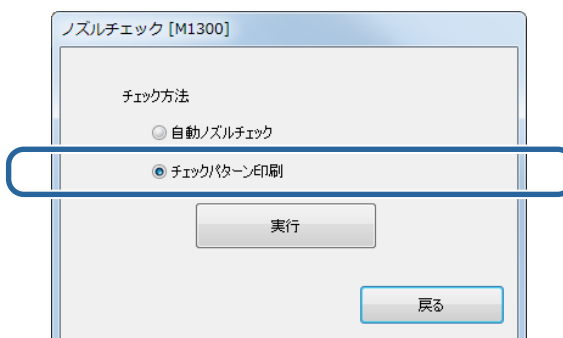 ノズルチェック [M1300]
チェック方法
自動ノズルチェック
チェックパターン印刷
実行
戻る